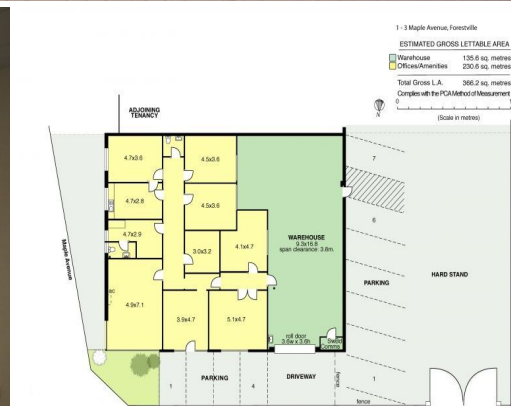 1 - 3 Maple Avenue, Forestville
ESTIMATED GROSS LETTABLE AREA
Warehouse 135.6 sq. metres
Offices/Amenities 230.6 sq. metres
Total Gross L.A. 366.2 sq. metres
Complies with the PCA Method of Measurement
0
(Scale in metres)
N
ADJOINING
TENANCY
4.7x3.6
4.5x3.6
4.7x2.8
4.5x3.6
4.7x2.9
3.0x3.2
4.1x4.7
4.9x7.1
3.9x4.7
5.1x4.7
WAREHOUSE
9.3x16.8
span clearance: 3.8m.
roll door
3.6w x 3.6h
Swbd
Comms
Maple Avenue
7
6
PARKING
HARD STAND
1
PARKING
4
DRIVEWAY
fence
1
fence